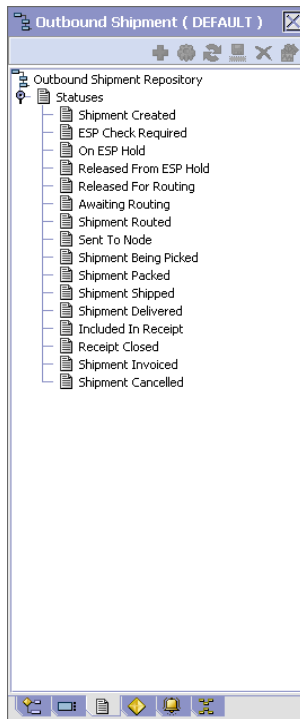 Outbound Shipment ( DEFAULT )
Outbound Shipment Repository
Statuses
Shipment Created
ESP Check Required
On ESP Hold
Released From ESP Hold
Released For Routing
Awaiting Routing
Shipment Routed
Sent To Node
Shipment Being Picked
Shipment Packed
Shipment Shipped
Shipment Delivered
Included In Receipt
Receipt Closed
Shipment Invoiced
Shipment Cancelled